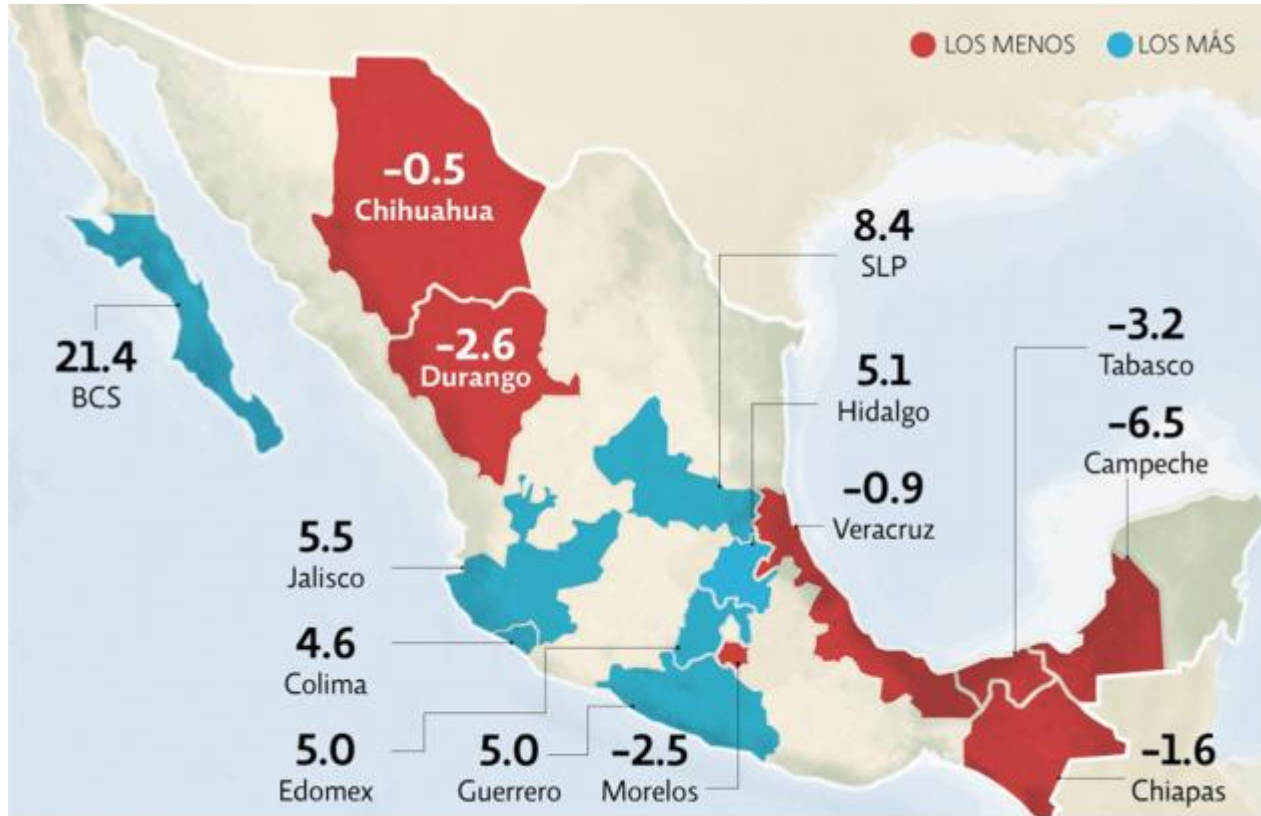 LOS MENOS
LOS MÁS
–0.5
Chihuahua
8.4
SLP
–2.6
Durango
21.4
BCS
5.1
Hidalgo
–3.2
Tabasco
–6.5
Campeche
–0.9
Veracruz
5.5
Jalisco
4.6
Colima
5.0
Edomex
5.0
Guerrero
–2.5
Morelos
–1.6
Chiapas